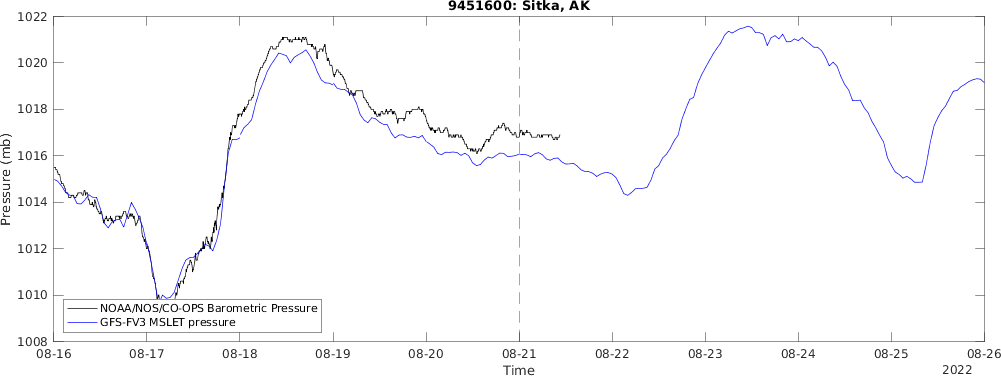 9451600: Sitka, AK
Pressure (mb)
1022
1020
1018
1016
1014
1012
1010
1008
NOAA/NOS/CO-OPS Barometric Pressure
GFS-FV3 MSLET pressure
08-16 08-17 08-18 08-19 08-20 08-21 08-22 08-23 08-24 08-25 08-26
Time
2022